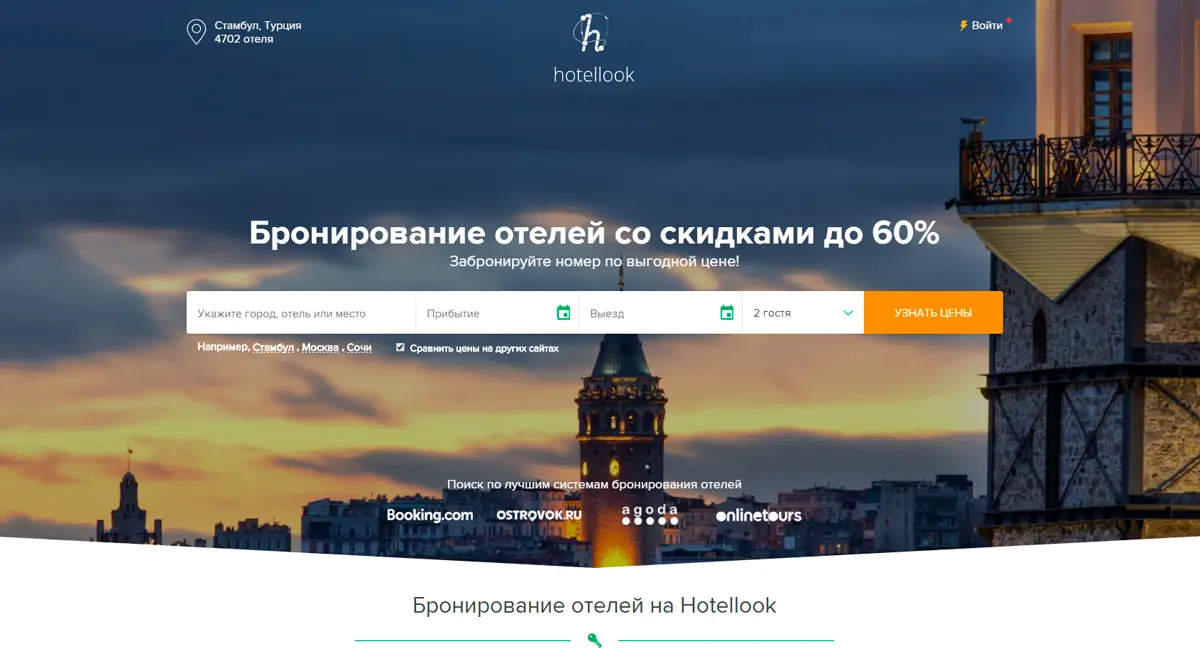 Стамбул, Турция
4702 отеля
hotellook
Войти
Бронирование отелей со скидками до 60%
Забронируйте номер по выгодной цене!
Укажите город, отель или место
Прибытие
Выезд
2 гостя
УЗНАТЬ ЦЕНЫ
Например, Стамбул , Москва , Сочи
Сравнить цены на других сайтах
Поиск по лучшим системам бронирования отелей
Booking.com
OSTROVOK.RU
agoda
onlinetours
Бронирование отелей на Hotellook